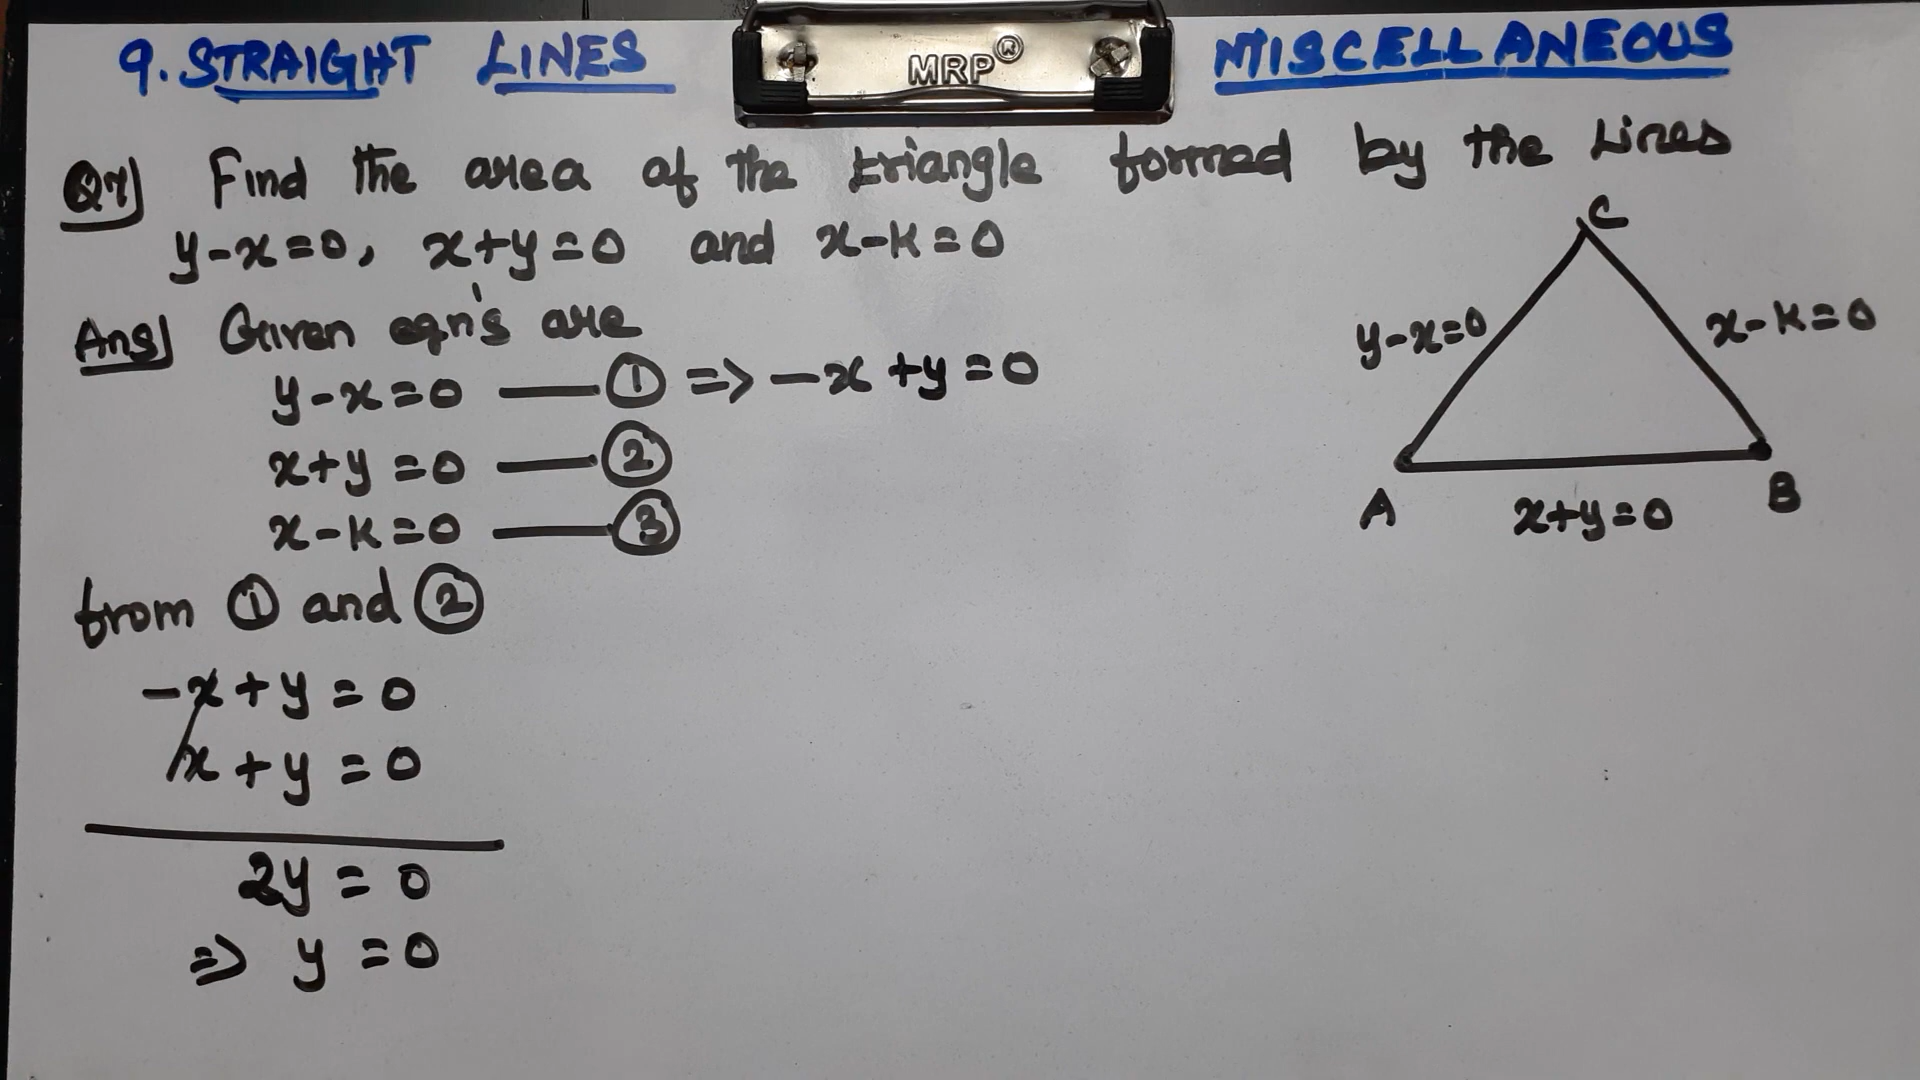 9. STRAIGHT LINES
MRP®
MISCELLANEOUS
Q7) Find the area of the triangle formed by the Lines
y-x=0, x+y=0 and x-k=0
Ans) Given eqn's are
y-x=0 —① => -x+y=0
x+y=0 —②
x-k=0 —③
from ① and ②
-x+y=0
x+y=0
2y=0
=> y=0
C
y-x=0
x-k=0
A
B
x+y=0